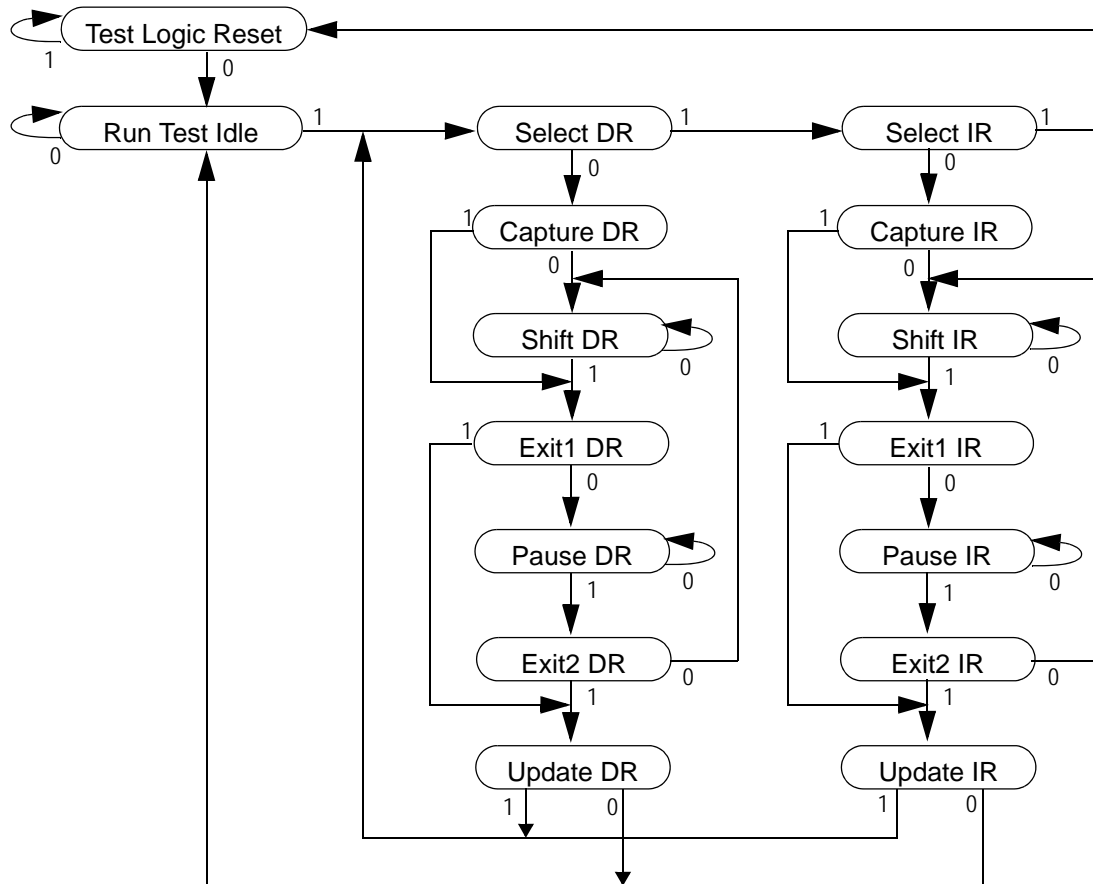 Test Logic Reset
1
0
Run Test Idle
1
Select DR
1
Select IR
1
0
0
0
1
Capture DR
1
Capture IR
0
0
Shift DR
0
Shift IR
0
1
1
1
Exit1 DR
1
Exit1 IR
0
0
Pause DR
0
Pause IR
0
1
1
Exit2 DR
0
Exit2 IR
0
1
1
Update DR
Update IR
1
0
1
0